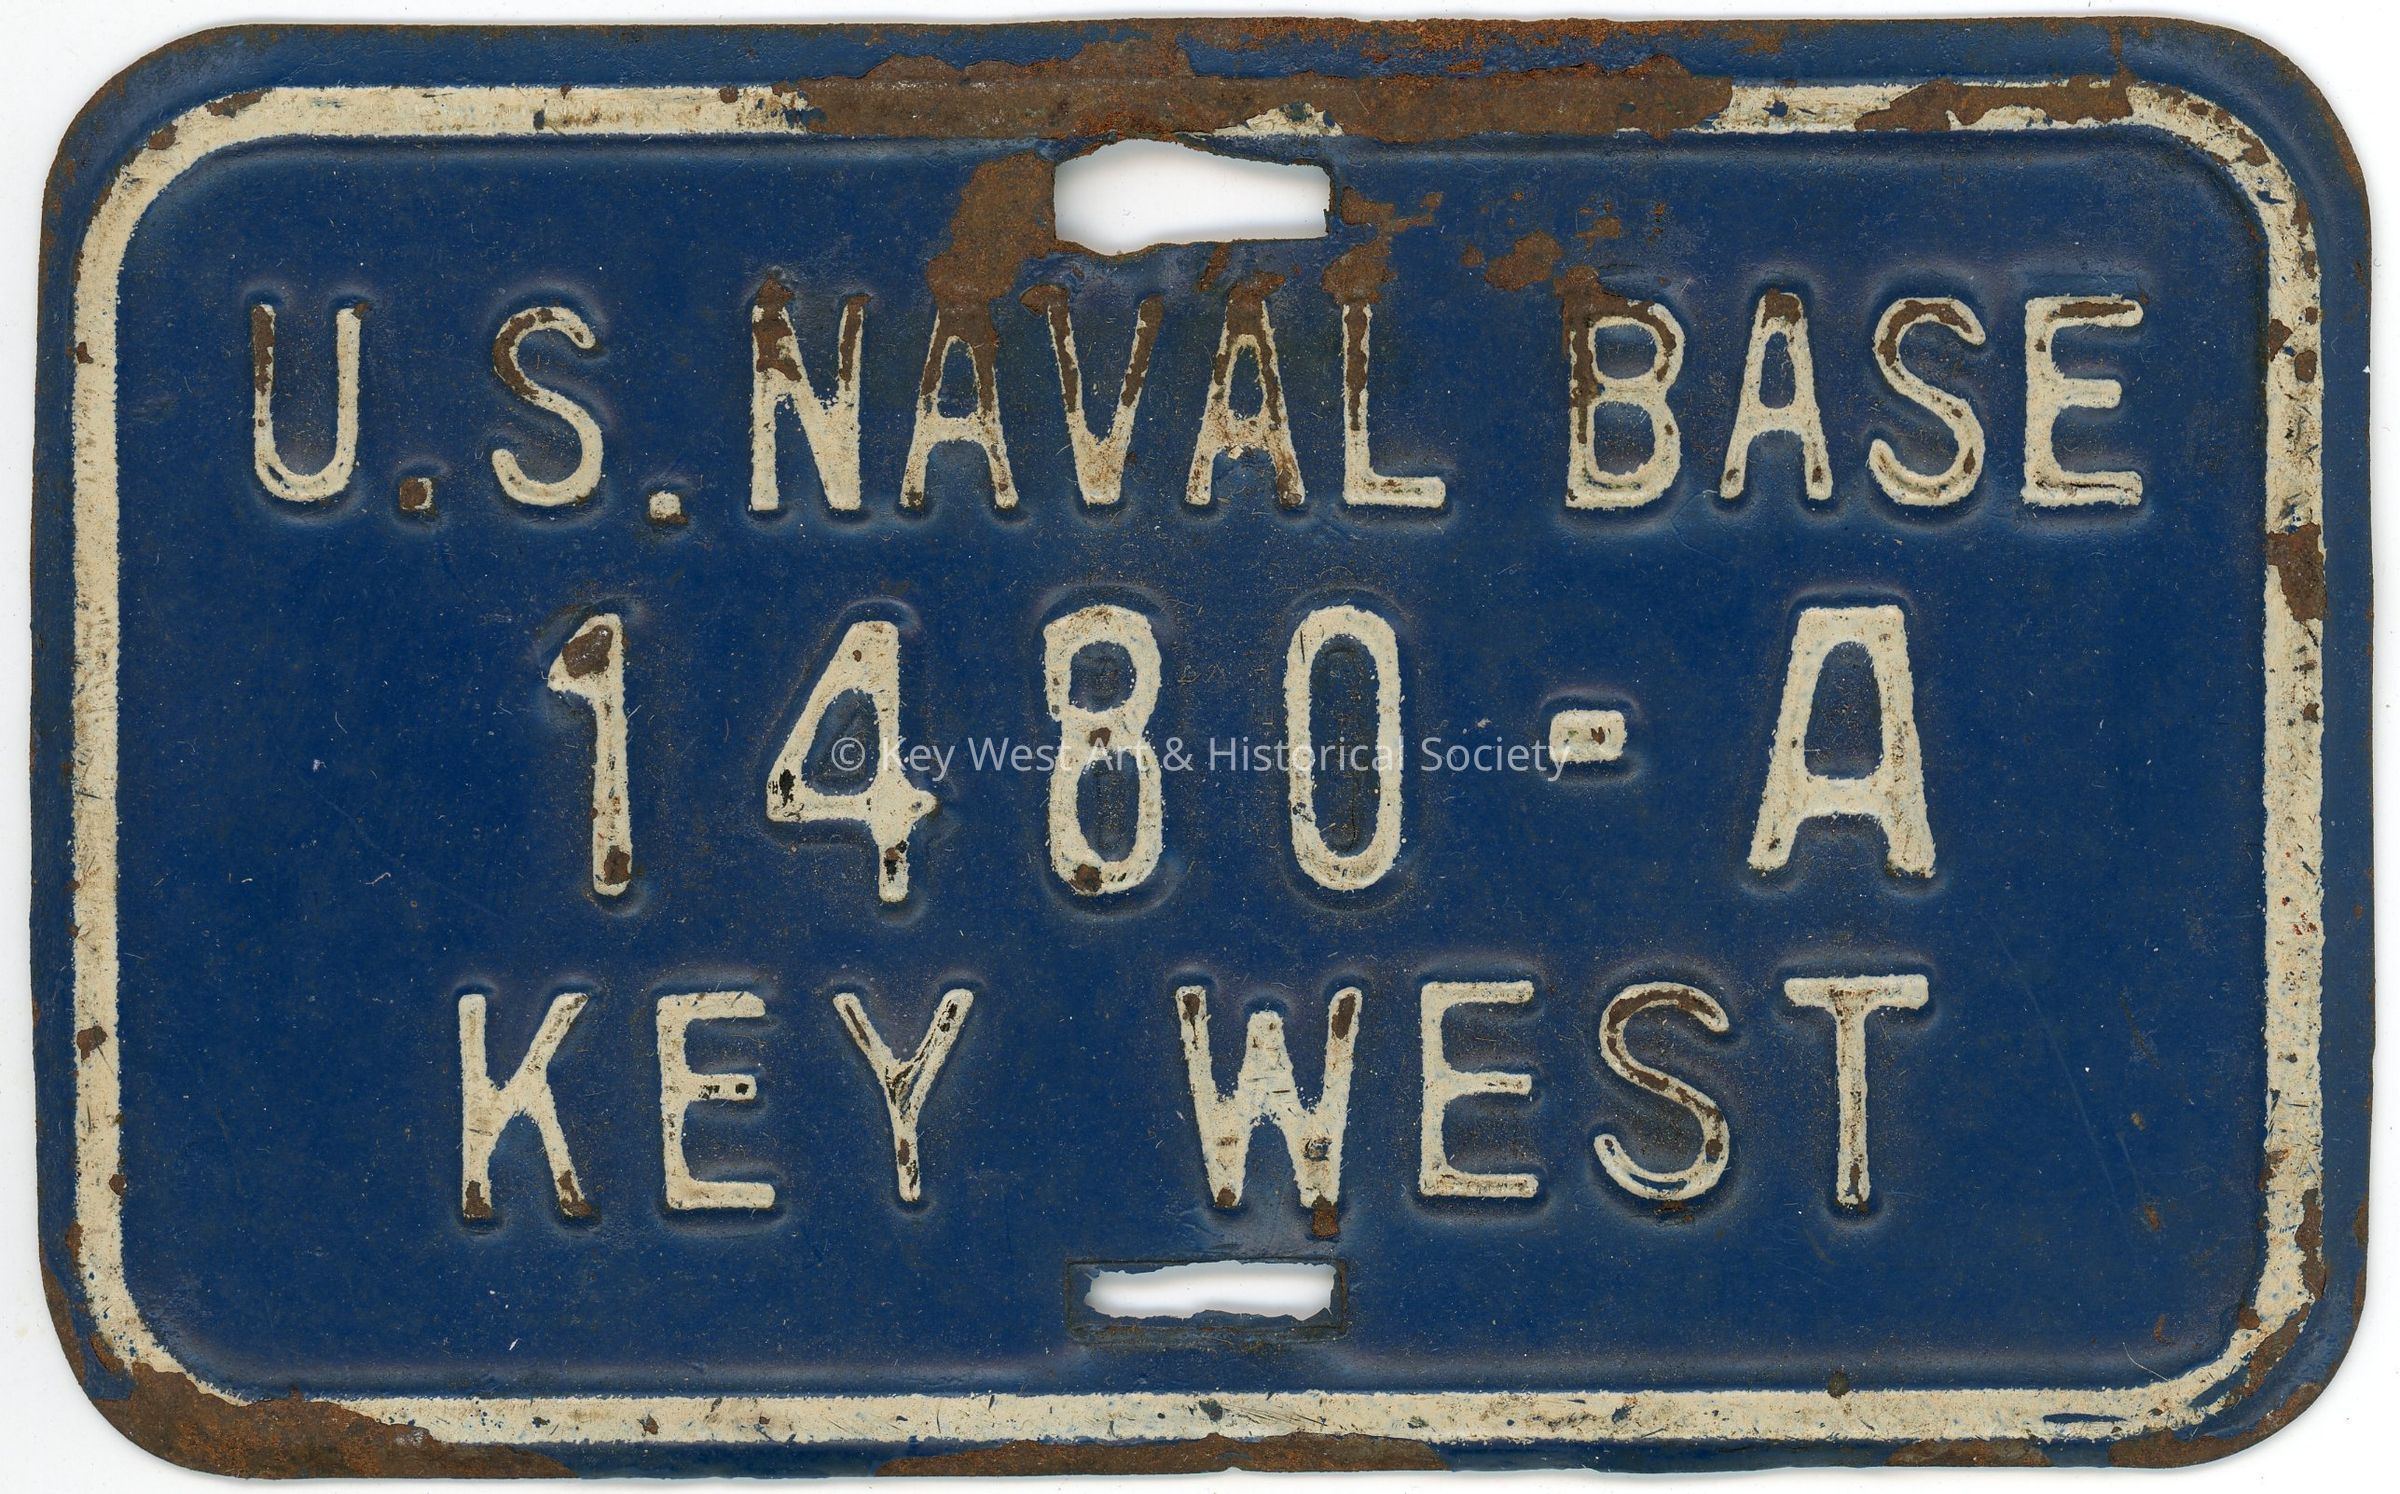 U.S. NAVAL BASE
1480-A
© Key West Art & Historical Society
KEY WEST